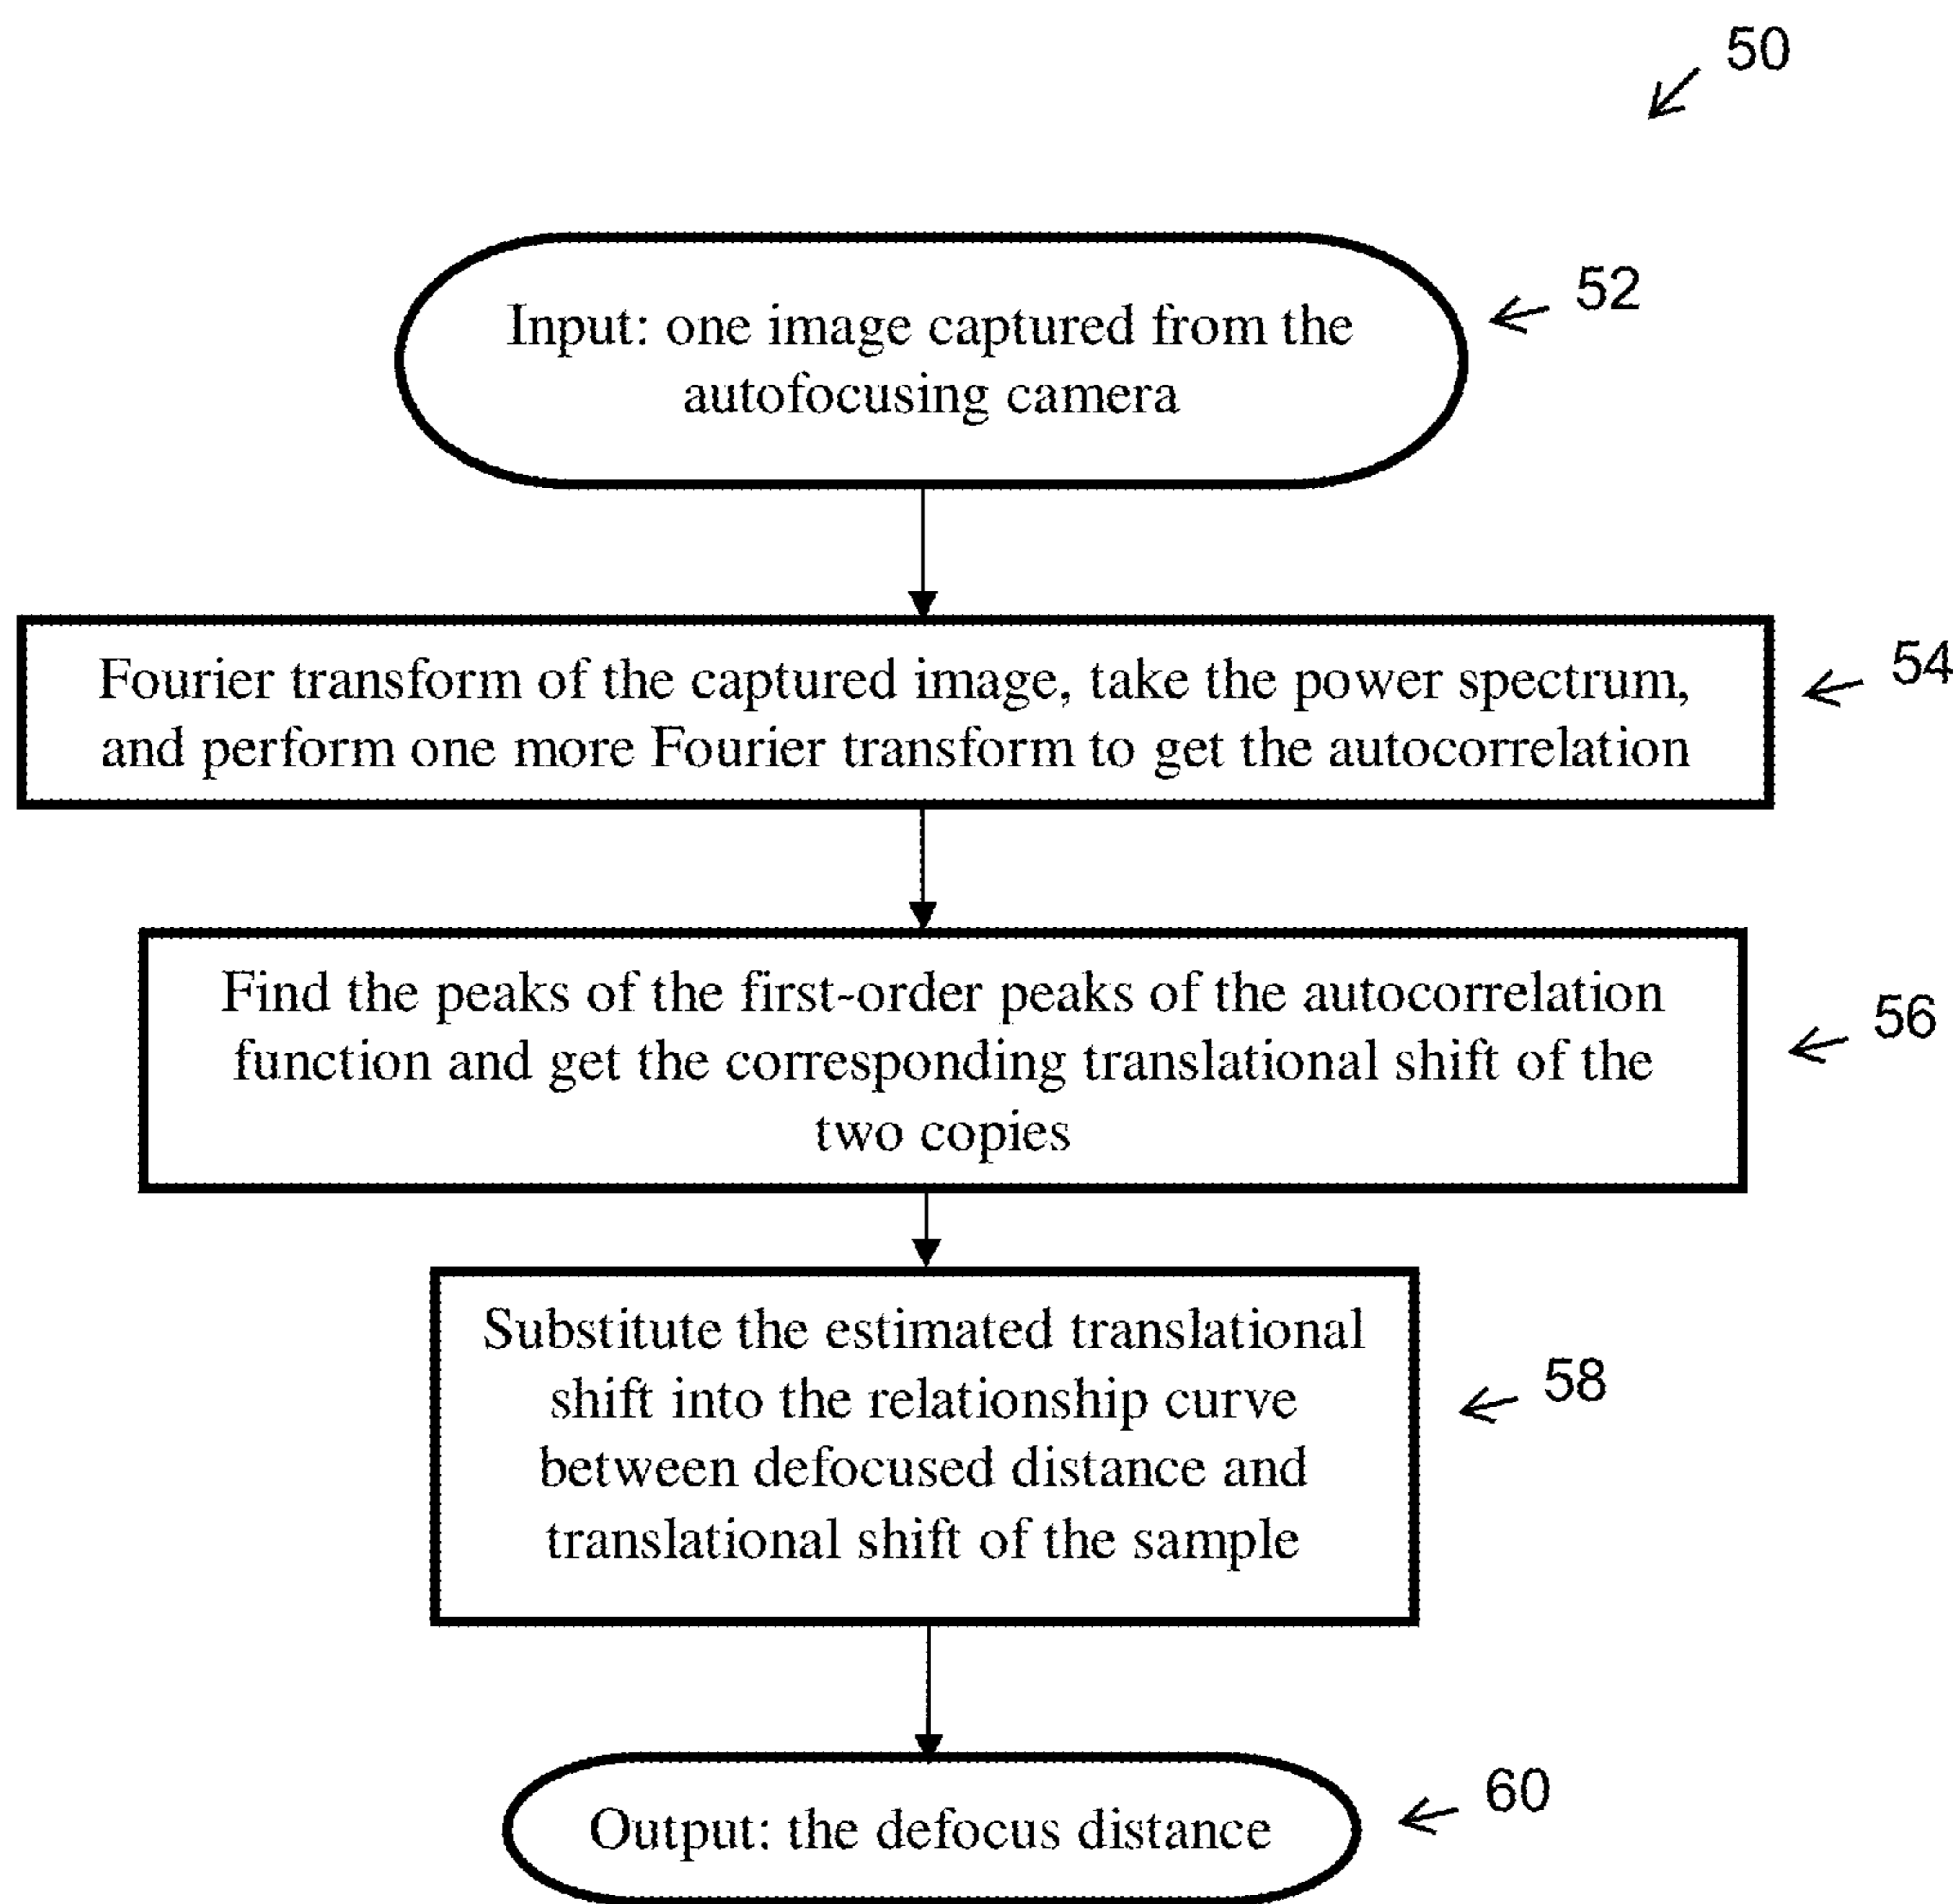 50
Input: one image captured from the
autofocusing camera
52
Fourier transform of the captured image, take the power spectrum,
and perform one more Fourier transform to get the autocorrelation
54
Find the peaks of the first-order peaks of the autocorrelation
function and get the corresponding translational shift of the
two copies
56
Substitute the estimated translational
shift into the relationship curve
between defocused distance and
translational shift of the sample
58
Output: the defocus distance
60